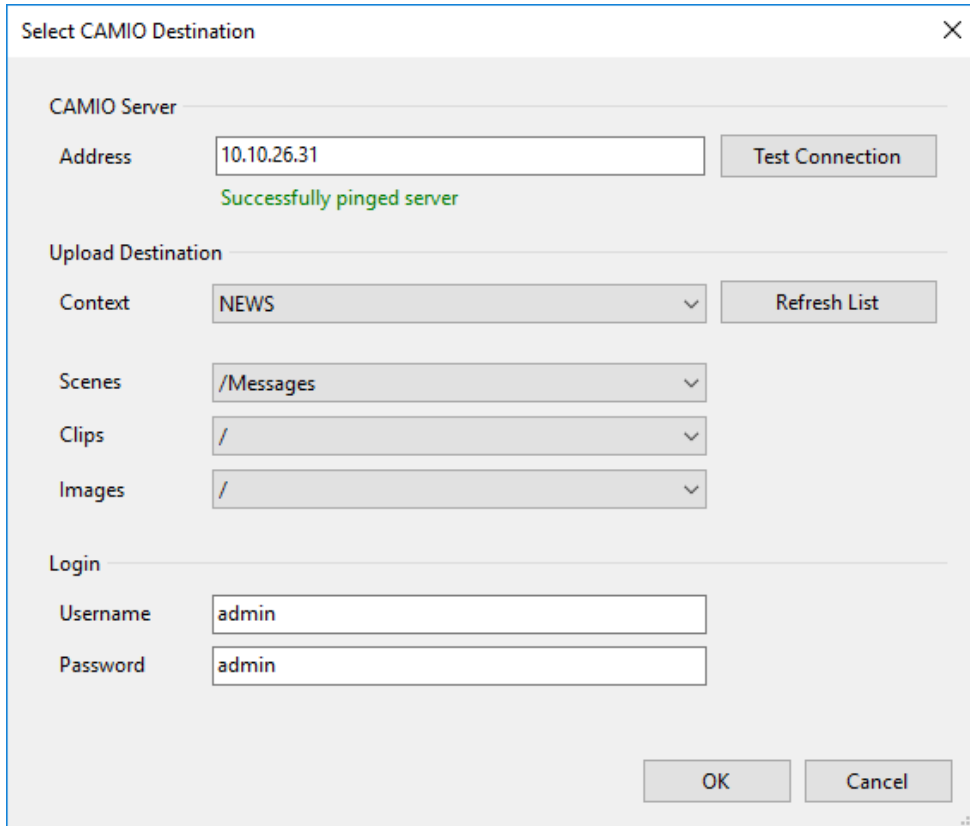 Select CAMIO Destination
CAMIO Server
Address 10.10.26.31 Test Connection
Successfully pinged server
Upload Destination
Context NEWS Refresh List
Scenes /Messages
Clips /
Images /
Login
Username admin
Password admin
OK Cancel